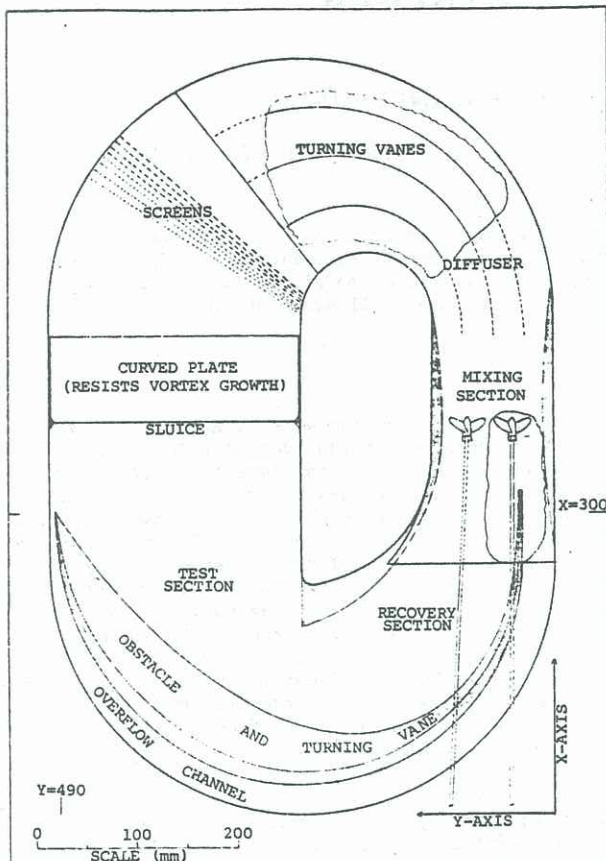 TURNING VANES
SCREENS
DIFFUSER
CURVED PLATE
(RESISTS VORTEX GROWTH)
MIXING
SECTION
SLUICE
X=300
TEST
SECTION
RECOVERY
SECTION
OBSTACLE AND TURNING VANE
OVERFLOW CHANNEL
X-AXIS
Y=490
Y-AXIS
0 100 200
SCALE (mm)